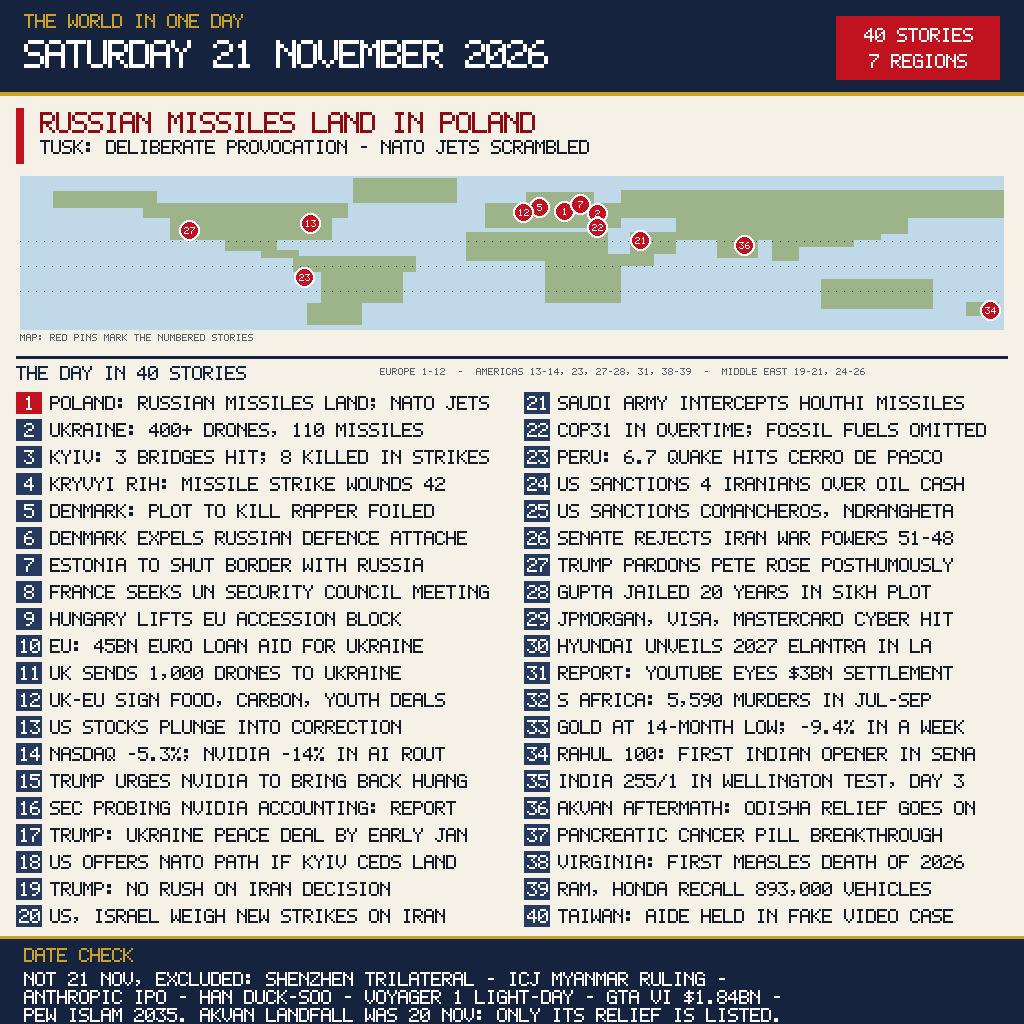 THE WORLD IN ONE DAY
SATURDAY 21 NOVEMBER 2026
40 STORIES
7 REGIONS
RUSSIAN MISSILES LAND IN POLAND
TUSK: DELIBERATE PROVOCATION - NATO JETS SCRAMBLED
12
5
1
7
2
22
27
13
21
36
23
34
MAP: RED PINS MARK THE NUMBERED STORIES
THE DAY IN 40 STORIES
EUROPE 1-12 - AMERICAS 13-14, 23, 27-28, 31, 38-39 - MIDDLE EAST 19-21, 24-26
1 POLAND: RUSSIAN MISSILES LAND; NATO JETS
2 UKRAINE: 400+ DRONES, 110 MISSILES
3 KYIV: 3 BRIDGES HIT; 8 KILLED IN STRIKES
4 KRYVYI RIH: MISSILE STRIKE WOUNDS 42
5 DENMARK: PLOT TO KILL RAPPER FOILED
6 DENMARK EXPELS RUSSIAN DEFENCE ATTACHE
7 ESTONIA TO SHUT BORDER WITH RUSSIA
8 FRANCE SEEKS UN SECURITY COUNCIL MEETING
9 HUNGARY LIFTS EU ACCESSION BLOCK
10 EU: 45BN EURO LOAN AID FOR UKRAINE
11 UK SENDS 1,000 DRONES TO UKRAINE
12 UK-EU SIGN FOOD, CARBON, YOUTH DEALS
13 US STOCKS PLUNGE INTO CORRECTION
14 NASDAQ -5.3%; NVIDIA -14% IN AI ROUT
15 TRUMP URGES NVIDIA TO BRING BACK HUANG
16 SEC PROBING NVIDIA ACCOUNTING: REPORT
17 TRUMP: UKRAINE PEACE DEAL BY EARLY JAN
18 US OFFERS NATO PATH IF KYIV CEDS LAND
19 TRUMP: NO RUSH ON IRAN DECISION
20 US, ISRAEL WEIGH NEW STRIKES ON IRAN
21 SAUDI ARMY INTERCEPTS HOUTHI MISSILES
22 COP31 IN OVERTIME; FOSSIL FUELS OMITTED
23 PERU: 6.7 QUAKE HITS CERRO DE PASCO
24 US SANCTIONS 4 IRANIANS OVER OIL CASH
25 US SANCTIONS COMANCHEROS, NDRANGHETA
26 SENATE REJECTS IRAN WAR POWERS 51-48
27 TRUMP PARDONS PETE ROSE POSTHUMOUSLY
28 GUPTA JAILED 20 YEARS IN SIKH PLOT
29 JPMORGAN, VISA, MASTERCARD CYBER HIT
30 HYUNDAI UNVEILS 2027 ELANTRA IN LA
31 REPORT: YOUTUBE EYES $3BN SETTLEMENT
32 S AFRICA: 5,590 MURDERS IN JUL-SEP
33 GOLD AT 14-MONTH LOW; -9.4% IN A WEEK
34 RAHUL 100: FIRST INDIAN OPENER IN SENA
35 INDIA 255/1 IN WELLINGTON TEST, DAY 3
36 AKVAN AFTERMATH: ODISHA RELIEF GOES ON
37 PANCREATIC CANCER PILL BREAKTHROUGH
38 VIRGINIA: FIRST MEASLES DEATH OF 2026
39 RAM, HONDA RECALL 893,000 VEHICLES
40 TAIWAN: AIDE HELD IN FAKE VIDEO CASE
DATE CHECK
NOT 21 NOV, EXCLUDED: SHENZHEN TRILATERAL - ICJ MYANMAR RULING -
ANTHROPIC IPO - HAN DUCK-SOO - VOYAGER 1 LIGHT-DAY - GTA VI $1.84BN -
PEW ISLAM 2035. AKVAN LANDFALL WAS 20 NOV: ONLY ITS RELIEF IS LISTED.